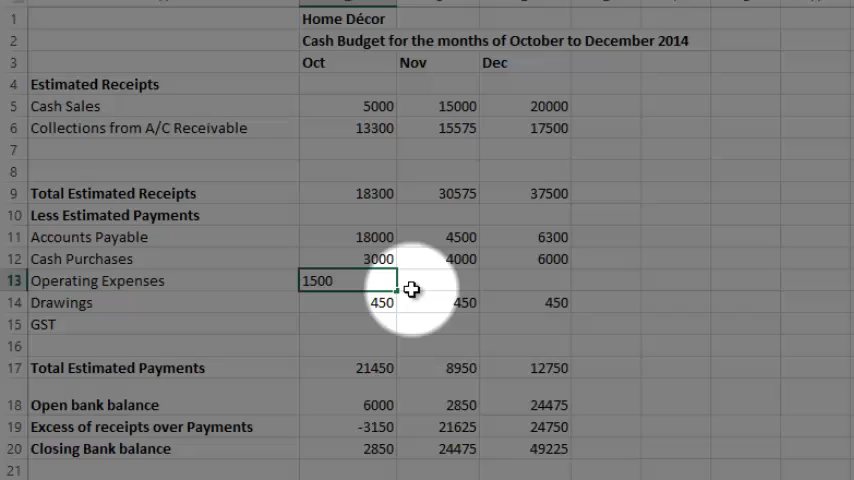 1 Home Décor
2 Cash Budget for the months of October to December 2014
3 Oct Nov Dec
4 Estimated Receipts
5 Cash Sales 5000 15000 20000
6 Collections from A/C Receivable 13300 15575 17500
7
8
9 Total Estimated Receipts 18300 30575 37500
10 Less Estimated Payments
11 Accounts Payable 18000 4500 6300
12 Cash Purchases 3000 4000 6000
13 Operating Expenses 1500
14 Drawings 450 450 450
15 GST
16
17 Total Estimated Payments 21450 8950 12750
18 Open bank balance 6000 2850 24475
19 Excess of receipts over Payments -3150 21625 24750
20 Closing Bank balance 2850 24475 49225
21